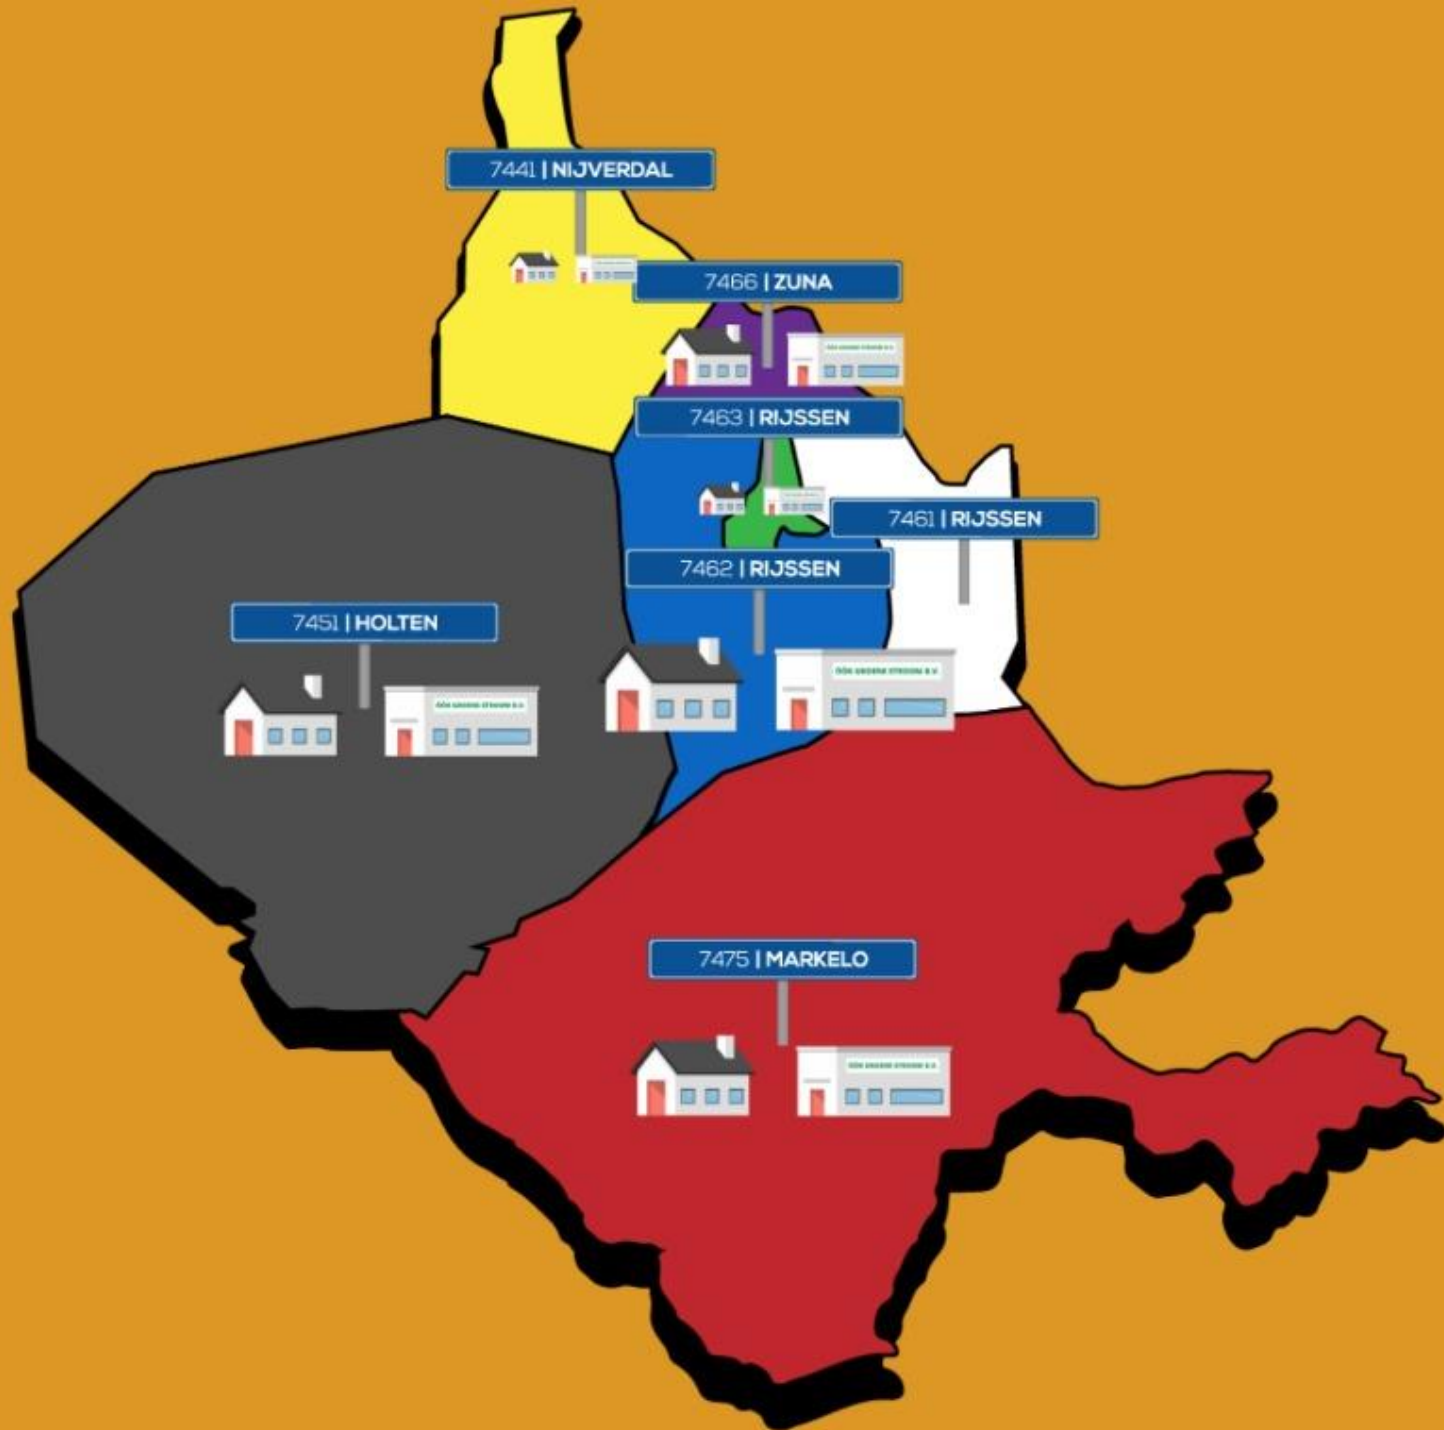 7441 | NIJVERDAL
7466 | ZUNA
7463 | RIJSSEN
7461 | RIJSSEN
7462 | RIJSSEN
7451 | HOLTEN
7475 | MARKELO